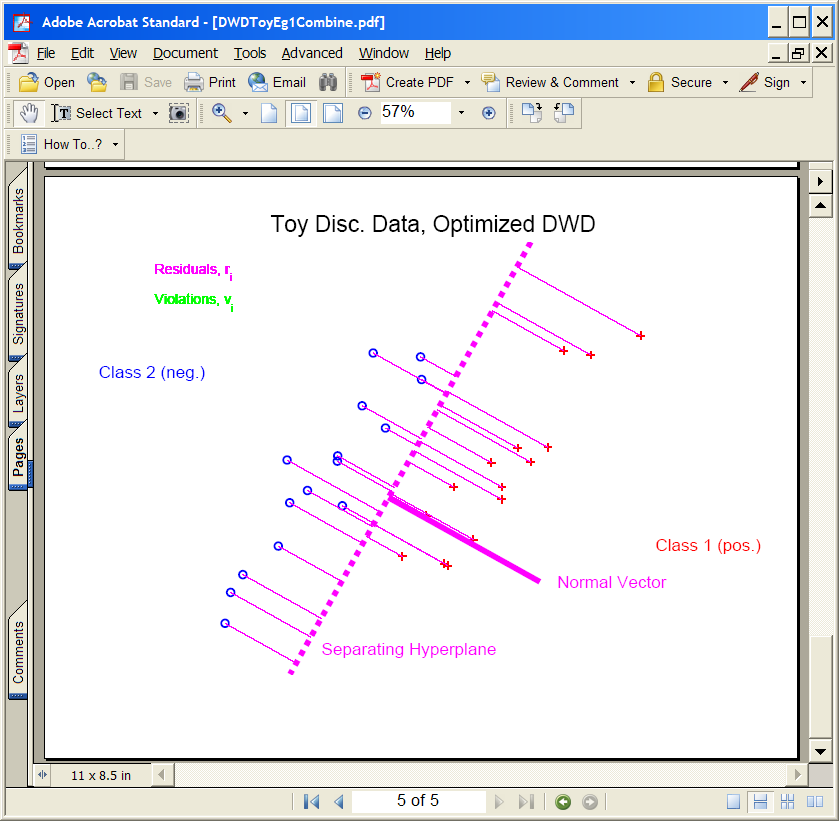 Adobe Acrobat Standard - [DWDToyEg1Combine.pdf]
File Edit View Document Tools Advanced Window Help
Open Save Print Email Create PDF Review & Comment Secure Sign
Select Text 57%
How To..?
Bookmarks
Signatures
Layers
Pages
Comments
Toy Disc. Data, Optimized DWD
Residuals, ri
Violations, vi
Class 2 (neg.)
Class 1 (pos.)
Normal Vector
Separating Hyperplane
11 x 8.5 in
5 of 5